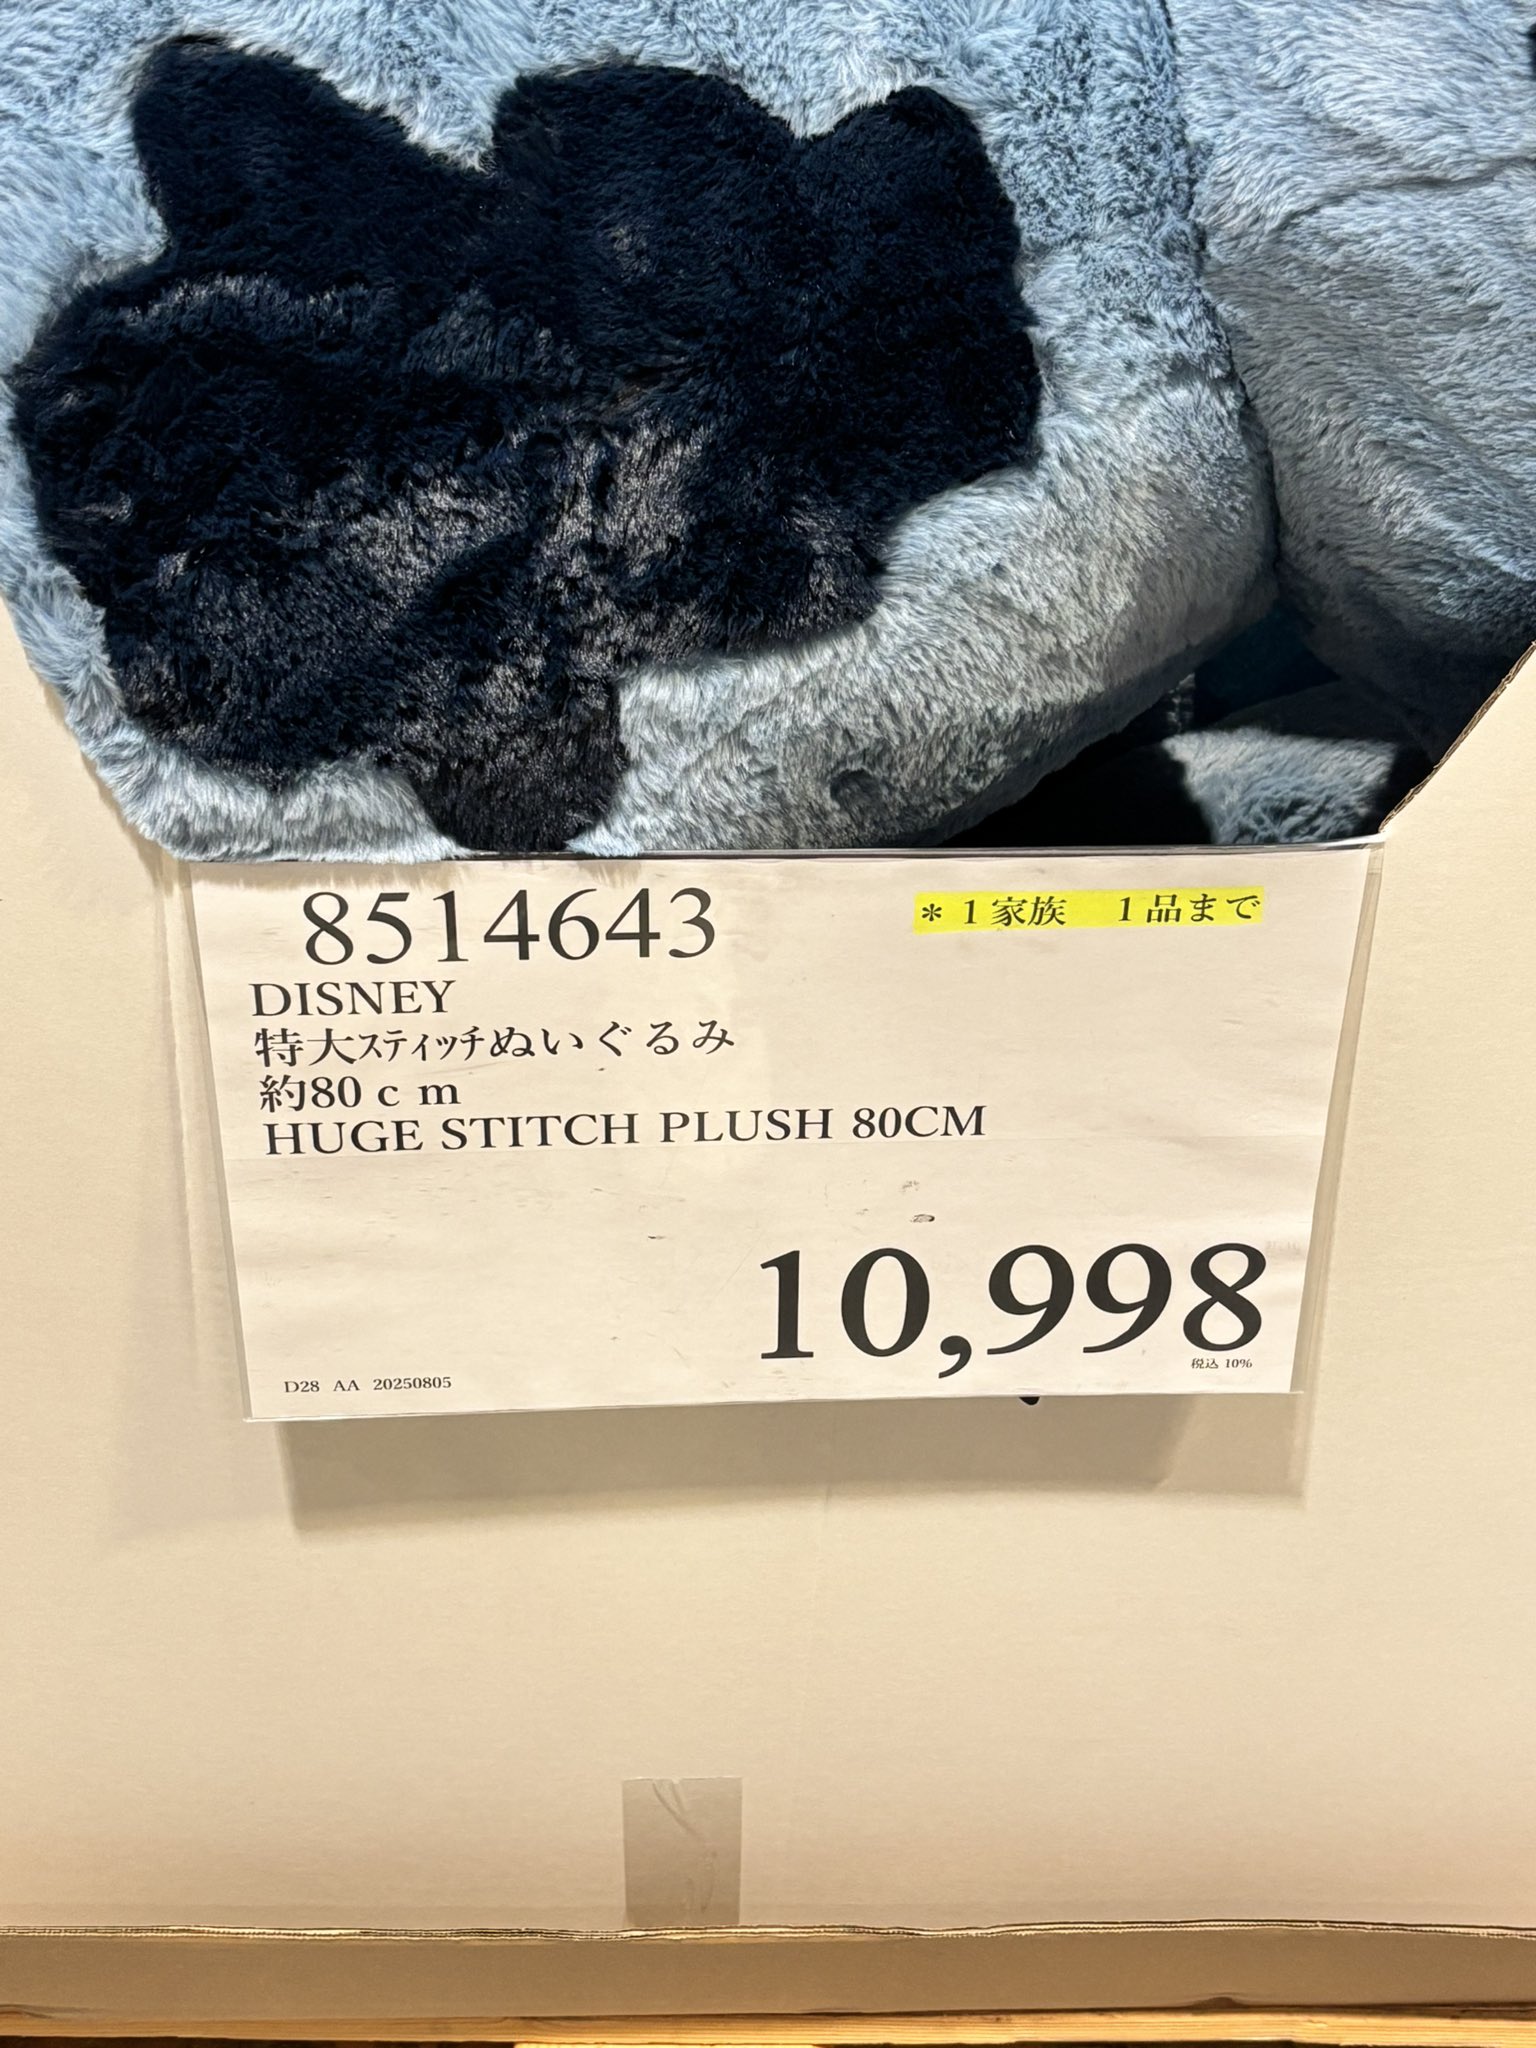 8514643
＊１家族　１品まで
DISNEY
特大ｽﾃｨｯﾁぬいぐるみ
約80ｃｍ
HUGE STITCH PLUSH 80CM
10,998
税込 10%
D28 AA 20250805